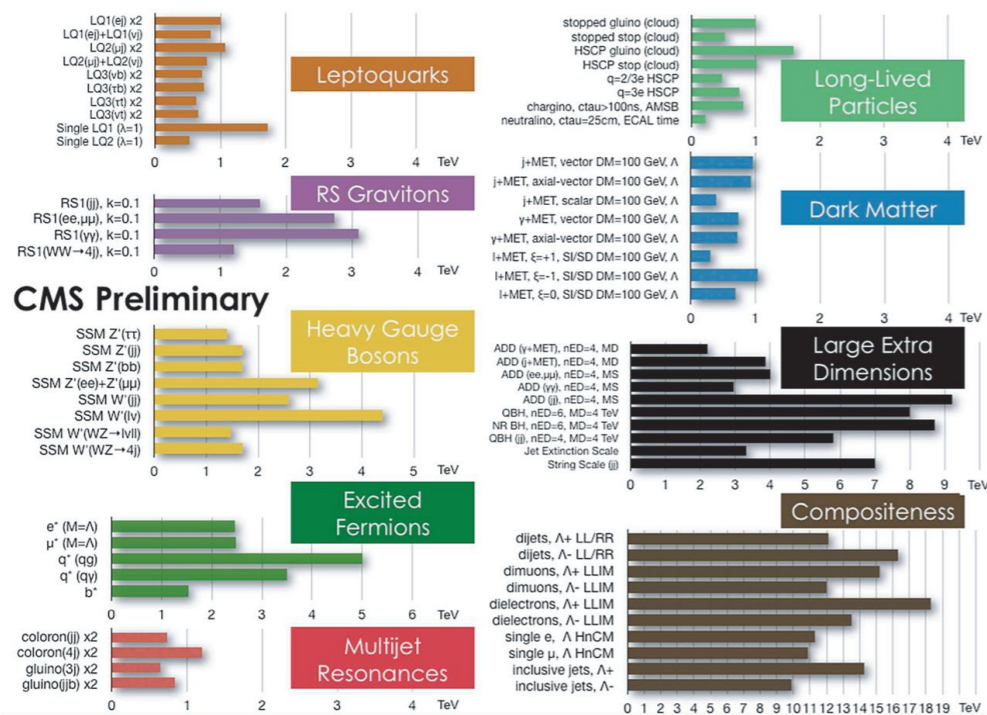 LQ1(ej) x2
LQ1(ej)+LQ1(νj)
LQ2(μj) x2
LQ2(μj)+LQ2(νj)
LQ3(νb) x2
LQ3(τb) x2
LQ3(τt) x2
LQ3(νt) x2
Single LQ1 (λ=1)
Single LQ2 (λ=1)
0 1 2 3 4 TeV
Leptoquarks
RS Gravitons
RS1(jj), k=0.1
RS1(ee,μμ), k=0.1
RS1(γγ), k=0.1
RS1(WW→4j), k=0.1
0 1 2 3 4 TeV
CMS Preliminary
Heavy Gauge
Bosons
SSM Z'(ττ)
SSM Z'(jj)
SSM Z'(bb)
SSM Z'(ee)+Z'(μμ)
SSM W'(jj)
SSM W'(lν)
SSM W'(WZ→lνll)
SSM W'(WZ→4j)
0 1 2 3 4 5 TeV
Excited
Fermions
e* (M=Λ)
μ* (M=Λ)
q* (qg)
q* (qγ)
b*
0 1 2 3 4 5 6 TeV
Multijet
Resonances
coloron(jj) x2
coloron(4j) x2
gluino(3j) x2
gluino(jjb) x2
0 1 2 3 4 TeV
stopped gluino (cloud)
stopped stop (cloud)
HSCP gluino (cloud)
HSCP stop (cloud)
q=2/3e HSCP
q=3e HSCP
chargino, ctau>100ns, AMSB
neutralino, ctau=25cm, ECAL time
0 1 2 3 4 TeV
Long-Lived
Particles
j+MET, vector DM=100 GeV, Λ
j+MET, axial-vector DM=100 GeV, Λ
j+MET, scalar DM=100 GeV, Λ
γ+MET, vector DM=100 GeV, Λ
γ+MET, axial-vector DM=100 GeV, Λ
l+MET, ξ=+1, SI/SD DM=100 GeV, Λ
l+MET, ξ=-1, SI/SD DM=100 GeV, Λ
l+MET, ξ=0, SI/SD DM=100 GeV, Λ
0 1 2 3 4 TeV
Dark Matter
Large Extra
Dimensions
ADD (γ+MET), nED=4, MD
ADD (j+MET), nED=4, MD
ADD (ee,μμ), nED=4, MS
ADD (γγ), nED=4, MS
ADD (jj), nED=4, MS
QBH, nED=6, MD=4 TeV
NR BH, nED=6, MD=4 TeV
QBH (jj), nED=4, MD=4 TeV
Jet Extinction Scale
String Scale (jj)
0 1 2 3 4 5 6 7 8 9 TeV
Compositeness
dijets, Λ+ LL/RR
dijets, Λ- LL/RR
dimuons, Λ+ LLIM
dimuons, Λ- LLIM
dielectrons, Λ+ LLIM
dielectrons, Λ- LLIM
single e, Λ HnCM
single μ, Λ HnCM
inclusive jets, Λ+
inclusive jets, Λ-
0 1 2 3 4 5 6 7 8 9 10 11 12 13 14 15 16 17 18 19 TeV